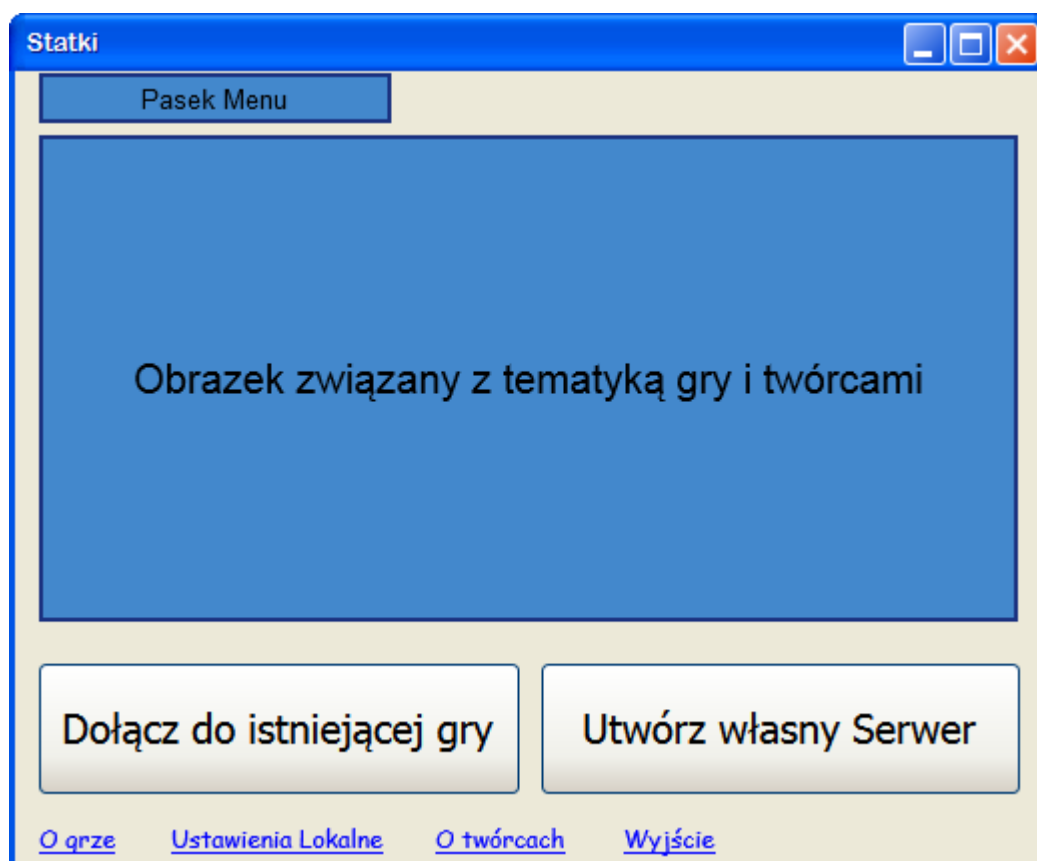 Statki
Pasek Menu
Obrazek związany z tematyką gry i twórcami
Dołącz do istniejącej gry
Utwórz własny Serwer
O grze Ustawienia Lokalne O twórcach Wyjście